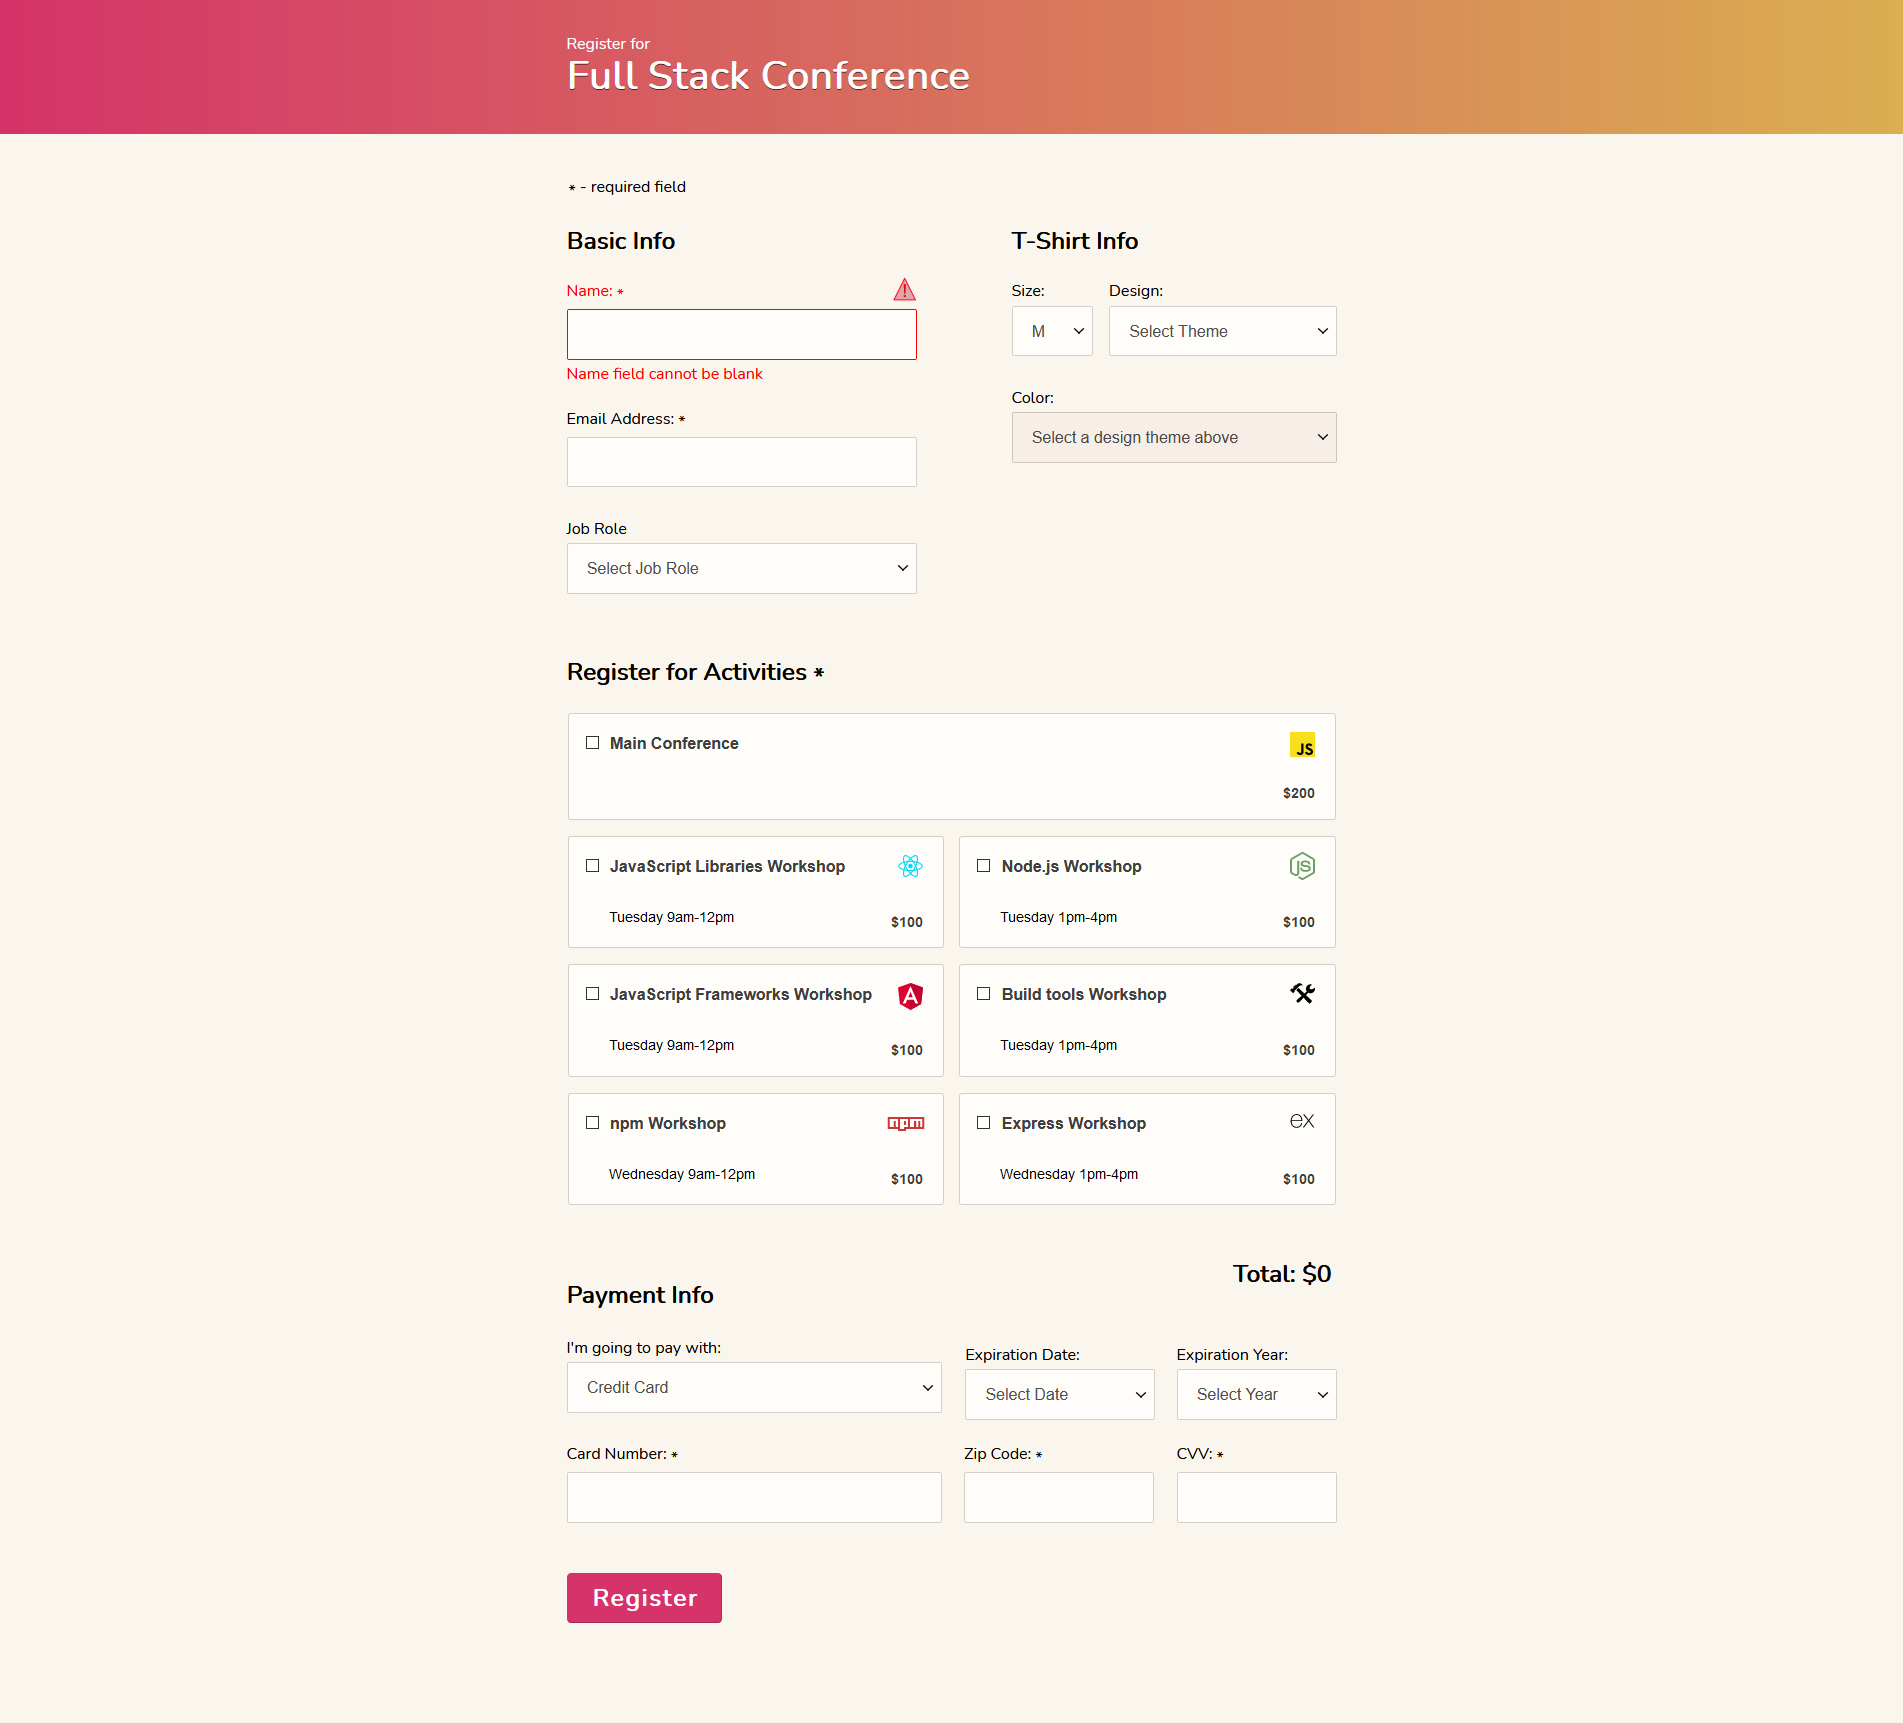 Register for
Full Stack Conference
* - required field
Basic Info
Name: *
Name field cannot be blank
Email Address: *
Job Role
Select Job Role
T-Shirt Info
Size:
Design:
M
Select Theme
Color:
Select a design theme above
Register for Activities *
Main Conference
JS
$200
JavaScript Libraries Workshop
Tuesday 9am-12pm
$100
Node.js Workshop
JS
Tuesday 1pm-4pm
$100
JavaScript Frameworks Workshop
A
Tuesday 9am-12pm
$100
Build tools Workshop
Tuesday 1pm-4pm
$100
npm Workshop
npm
Wednesday 9am-12pm
$100
Express Workshop
ex
Wednesday 1pm-4pm
$100
Total: $0
Payment Info
I'm going to pay with:
Credit Card
Expiration Date:
Select Date
Expiration Year:
Select Year
Card Number: *
Zip Code: *
CVV: *
Register